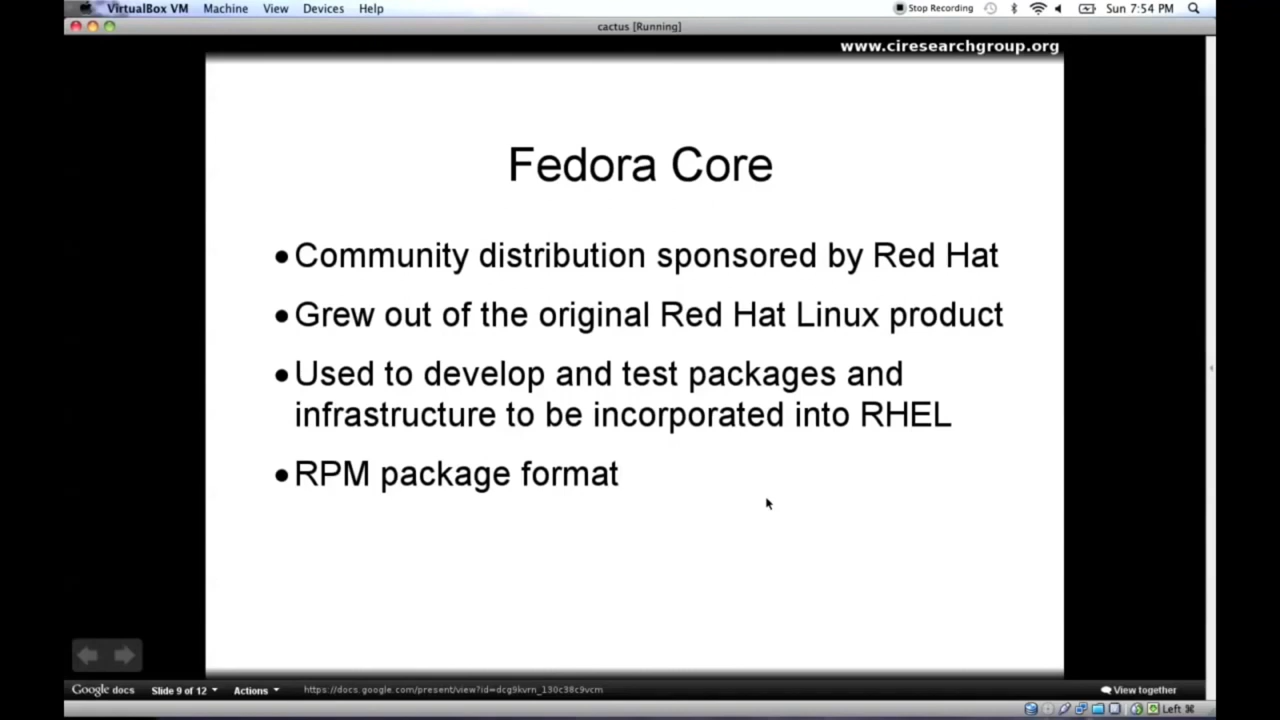 VirtualBox VM Machine View Devices Help Stop Recording Sun 7:54 PM
cactus [Running]
www.ciresearchgroup.org
Fedora Core
•Community distribution sponsored by Red Hat
•Grew out of the original Red Hat Linux product
•Used to develop and test packages and
infrastructure to be incorporated into RHEL
•RPM package format
Google docs Slide 9 of 12 Actions https://docs.google.com/present/view?id=dcg9kvrn_130c38c9vcm View together
Left ⌘